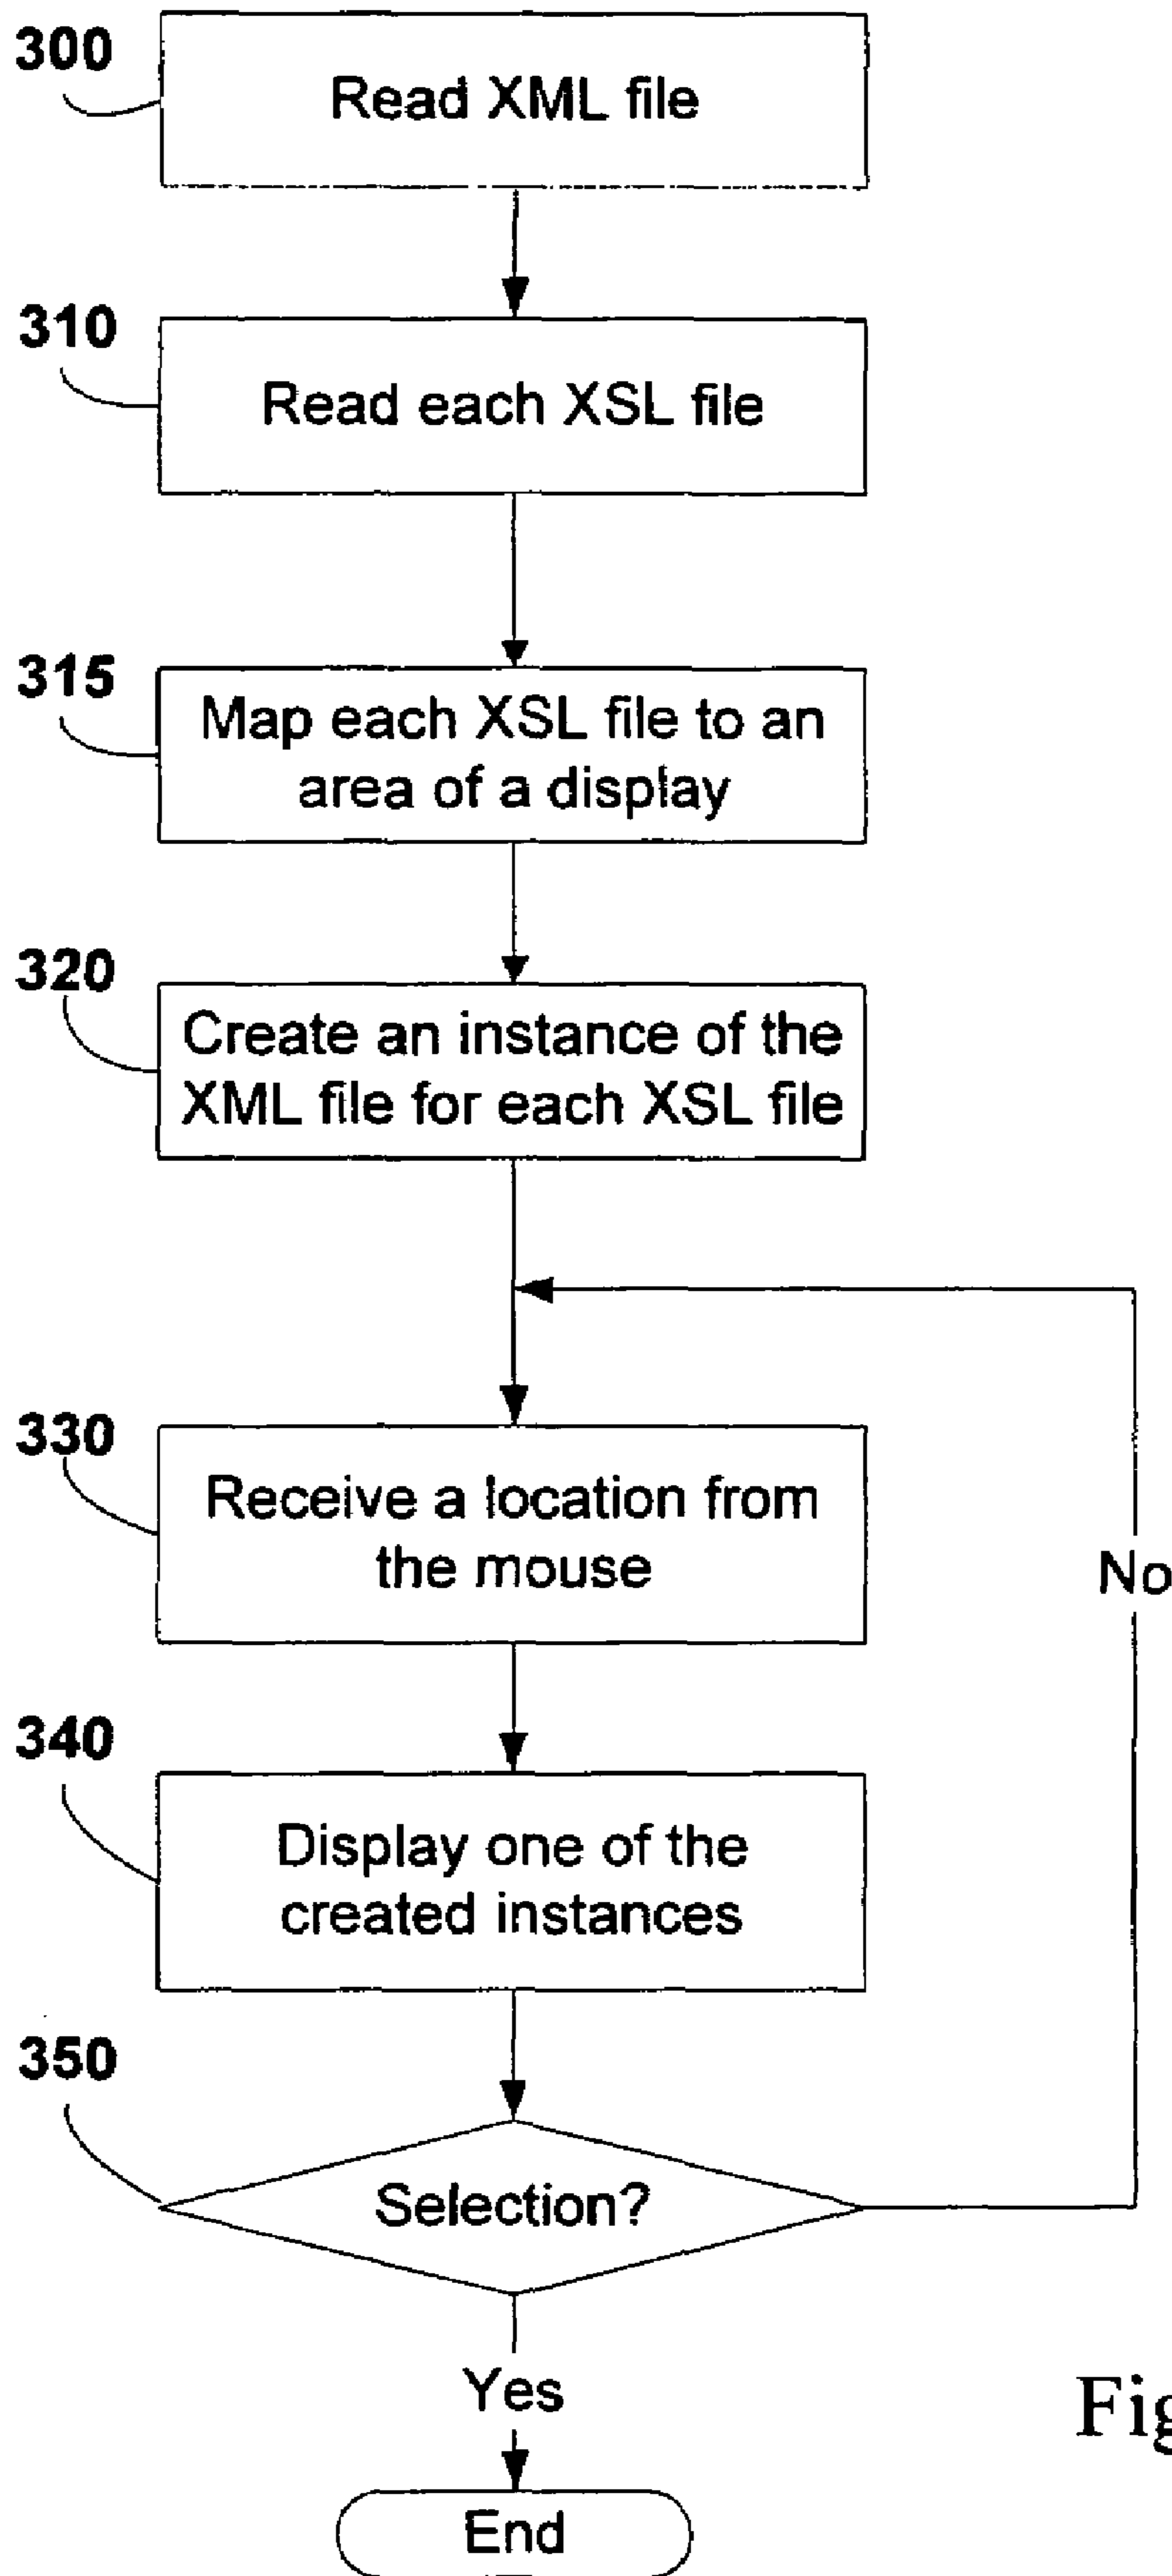 300
Read XML file
310
Read each XSL file
315
Map each XSL file to an
area of a display
320
Create an instance of the
XML file for each XSL file
330
Receive a location from
the mouse
No
340
Display one of the
created instances
350
Selection?
Yes
Fig
End